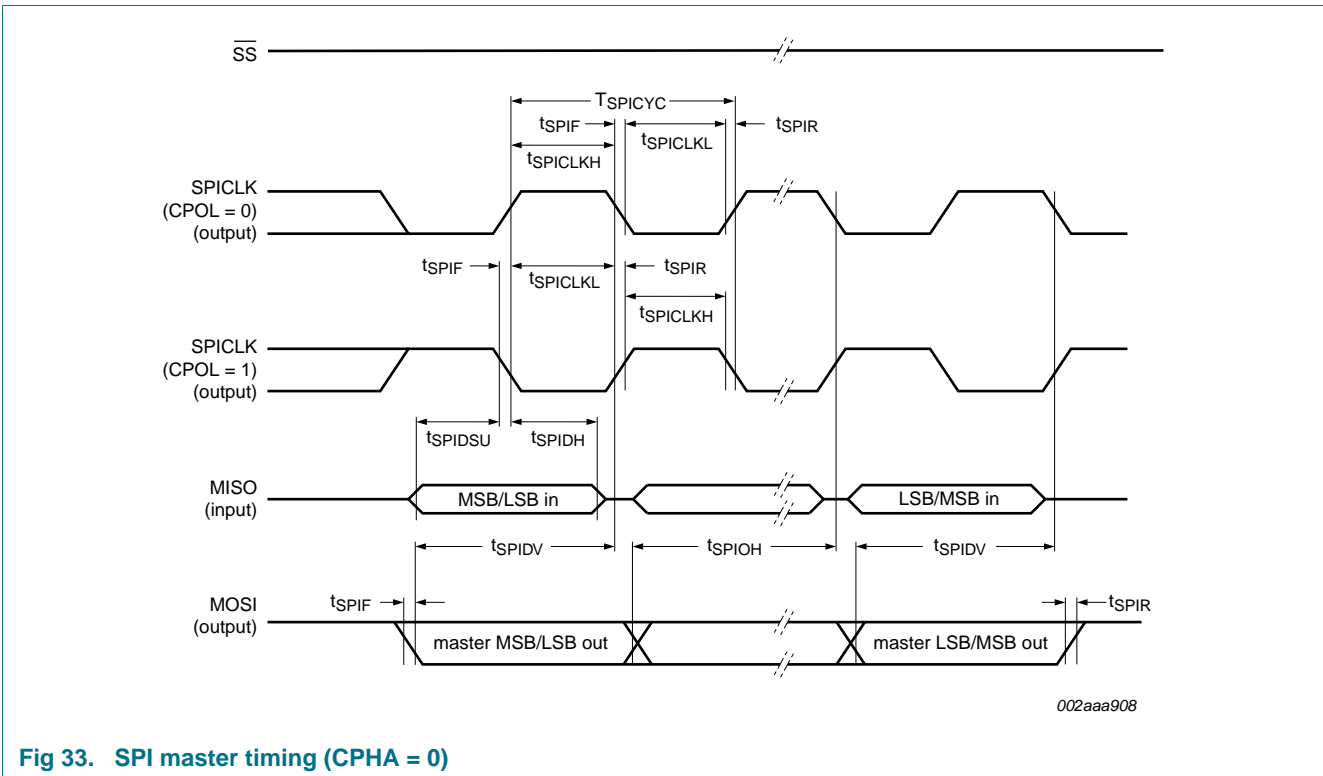 SS
TSPICYC
tSPIF
tSPICLKL
tSPIR
tSPICLKH
SPICLK
(CPOL = 0)
(output)
tSPIF
tSPICLKL
tSPIR
tSPICLKH
SPICLK
(CPOL = 1)
(output)
tSPIDSU
tSPIDH
MISO
(input)
MSB/LSB in
LSB/MSB in
tSPIDV
tSPIOH
tSPIDV
MOSI
(output)
tSPIF
tSPIR
master MSB/LSB out
master LSB/MSB out
002aaa908
Fig 33. SPI master timing (CPHA = 0)